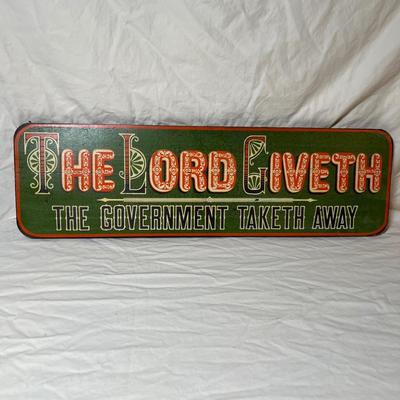 THE LORD GIVETH
THE GOVERNMENT TAKETH AWAY